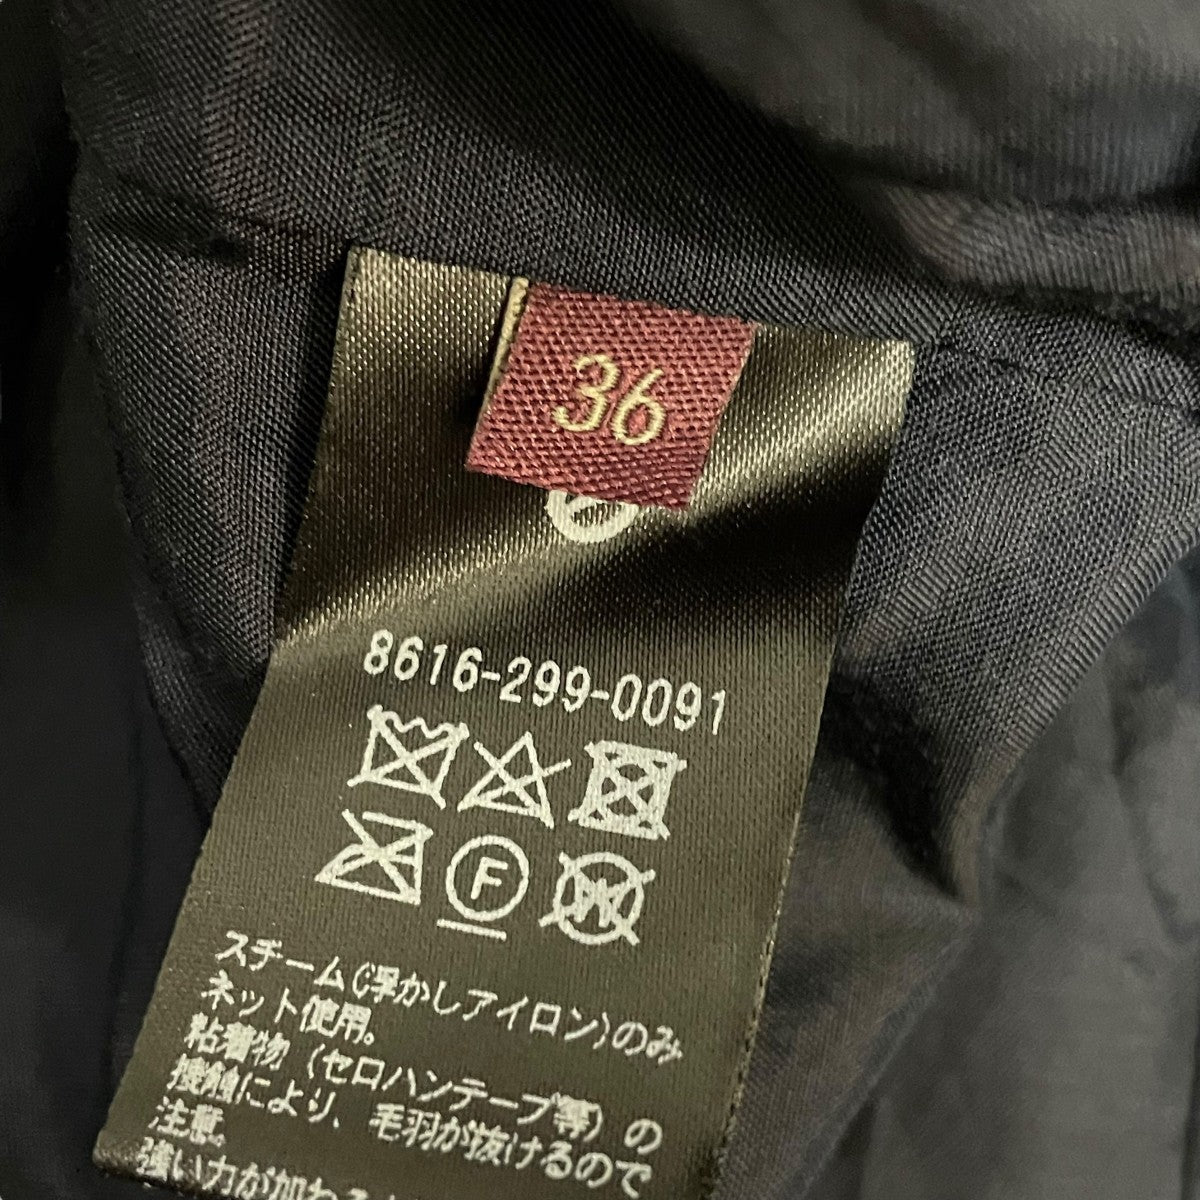 36
8616-299-0091
F
W
スチーム(浮かしアイロン)のみ
ネット使用。
粘着物(セロハンテープ等)の
接触により、毛羽が抜けるので
注意。
強い力が加わる